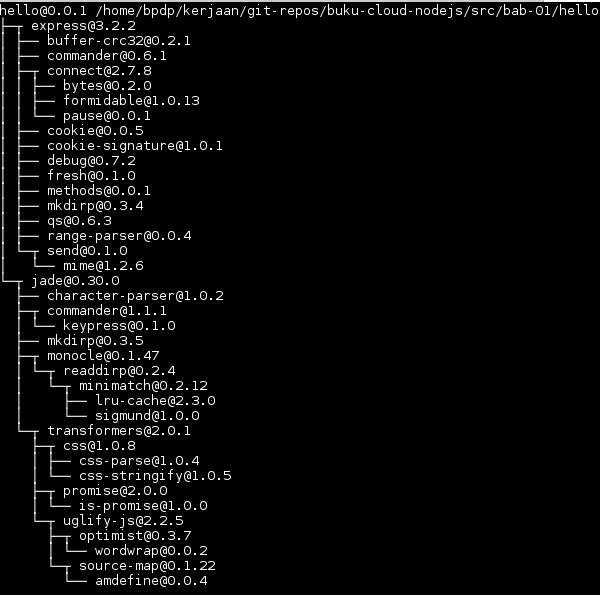 hello@0.0.1 /home/bpdp/kerjaan/git-repos/buku-cloud-nodejs/src/bab-01/hello
├─┬ express@3.2.2
│ ├── buffer-crc32@0.2.1
│ ├── commander@0.6.1
│ ├─┬ connect@2.7.8
│ │ ├── bytes@0.2.0
│ │ ├── formidable@1.0.13
│ │ └── pause@0.0.1
│ ├── cookie@0.0.5
│ ├── cookie-signature@1.0.1
│ ├── debug@0.7.2
│ ├── fresh@0.1.0
│ ├── methods@0.0.1
│ ├── mkdirp@0.3.4
│ ├── qs@0.6.3
│ ├── range-parser@0.0.4
│ └─┬ send@0.1.0
│   └── mime@1.2.6
└─┬ jade@0.30.0
  ├── character-parser@1.0.2
  ├─┬ commander@1.1.1
  │ └── keypress@0.1.0
  ├── mkdirp@0.3.5
  ├─┬ monocle@0.1.47
  │ └─┬ readdirp@0.2.4
  │   └─┬ minimatch@0.2.12
  │     ├── lru-cache@2.3.0
  │     └── sigmund@1.0.0
  └─┬ transformers@2.0.1
    ├─┬ css@1.0.8
    │ ├── css-parse@1.0.4
    │ └── css-stringify@1.0.5
    ├─┬ promise@2.0.0
    │ └── is-promise@1.0.0
    └─┬ uglify-js@2.2.5
      ├─┬ optimist@0.3.7
      │ └── wordwrap@0.0.2
      └─┬ source-map@0.1.22
        └── amdefine@0.0.4